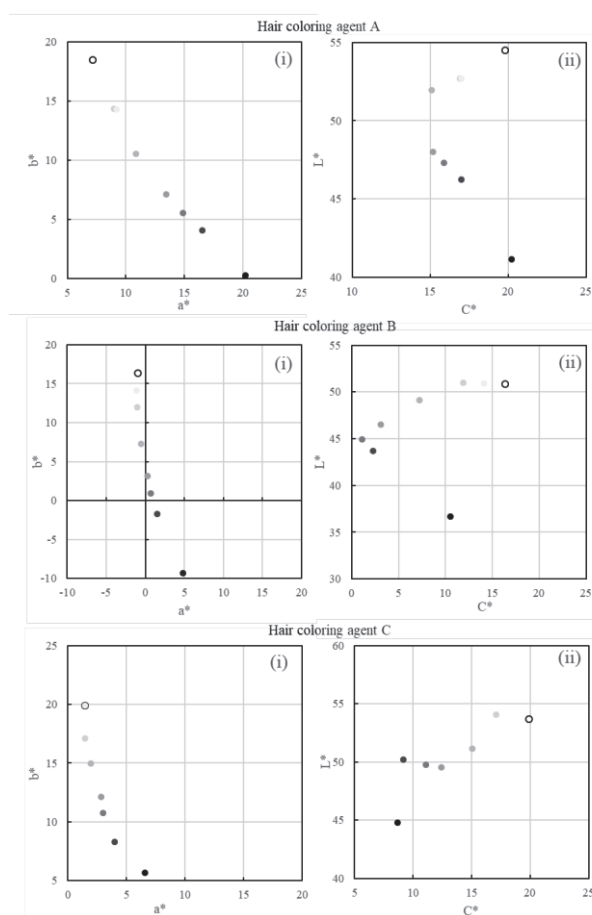 Hair coloring agent A
(i)
b*
20
15
10
5
0
5 10 15 20 25
a*
(ii)
L*
55
50
45
40
10 15 20 25
C*
Hair coloring agent B
(i)
b*
20
15
10
5
0
-5
-10
-10 -5 0 5 10 15 20
a*
(ii)
L*
55
50
45
40
35
30
0 5 10 15 20 25
C*
Hair coloring agent C
(i)
b*
25
20
15
10
5
0 5 10 15 20
a*
(ii)
L*
60
55
50
45
40
5 10 15 20 25
C*